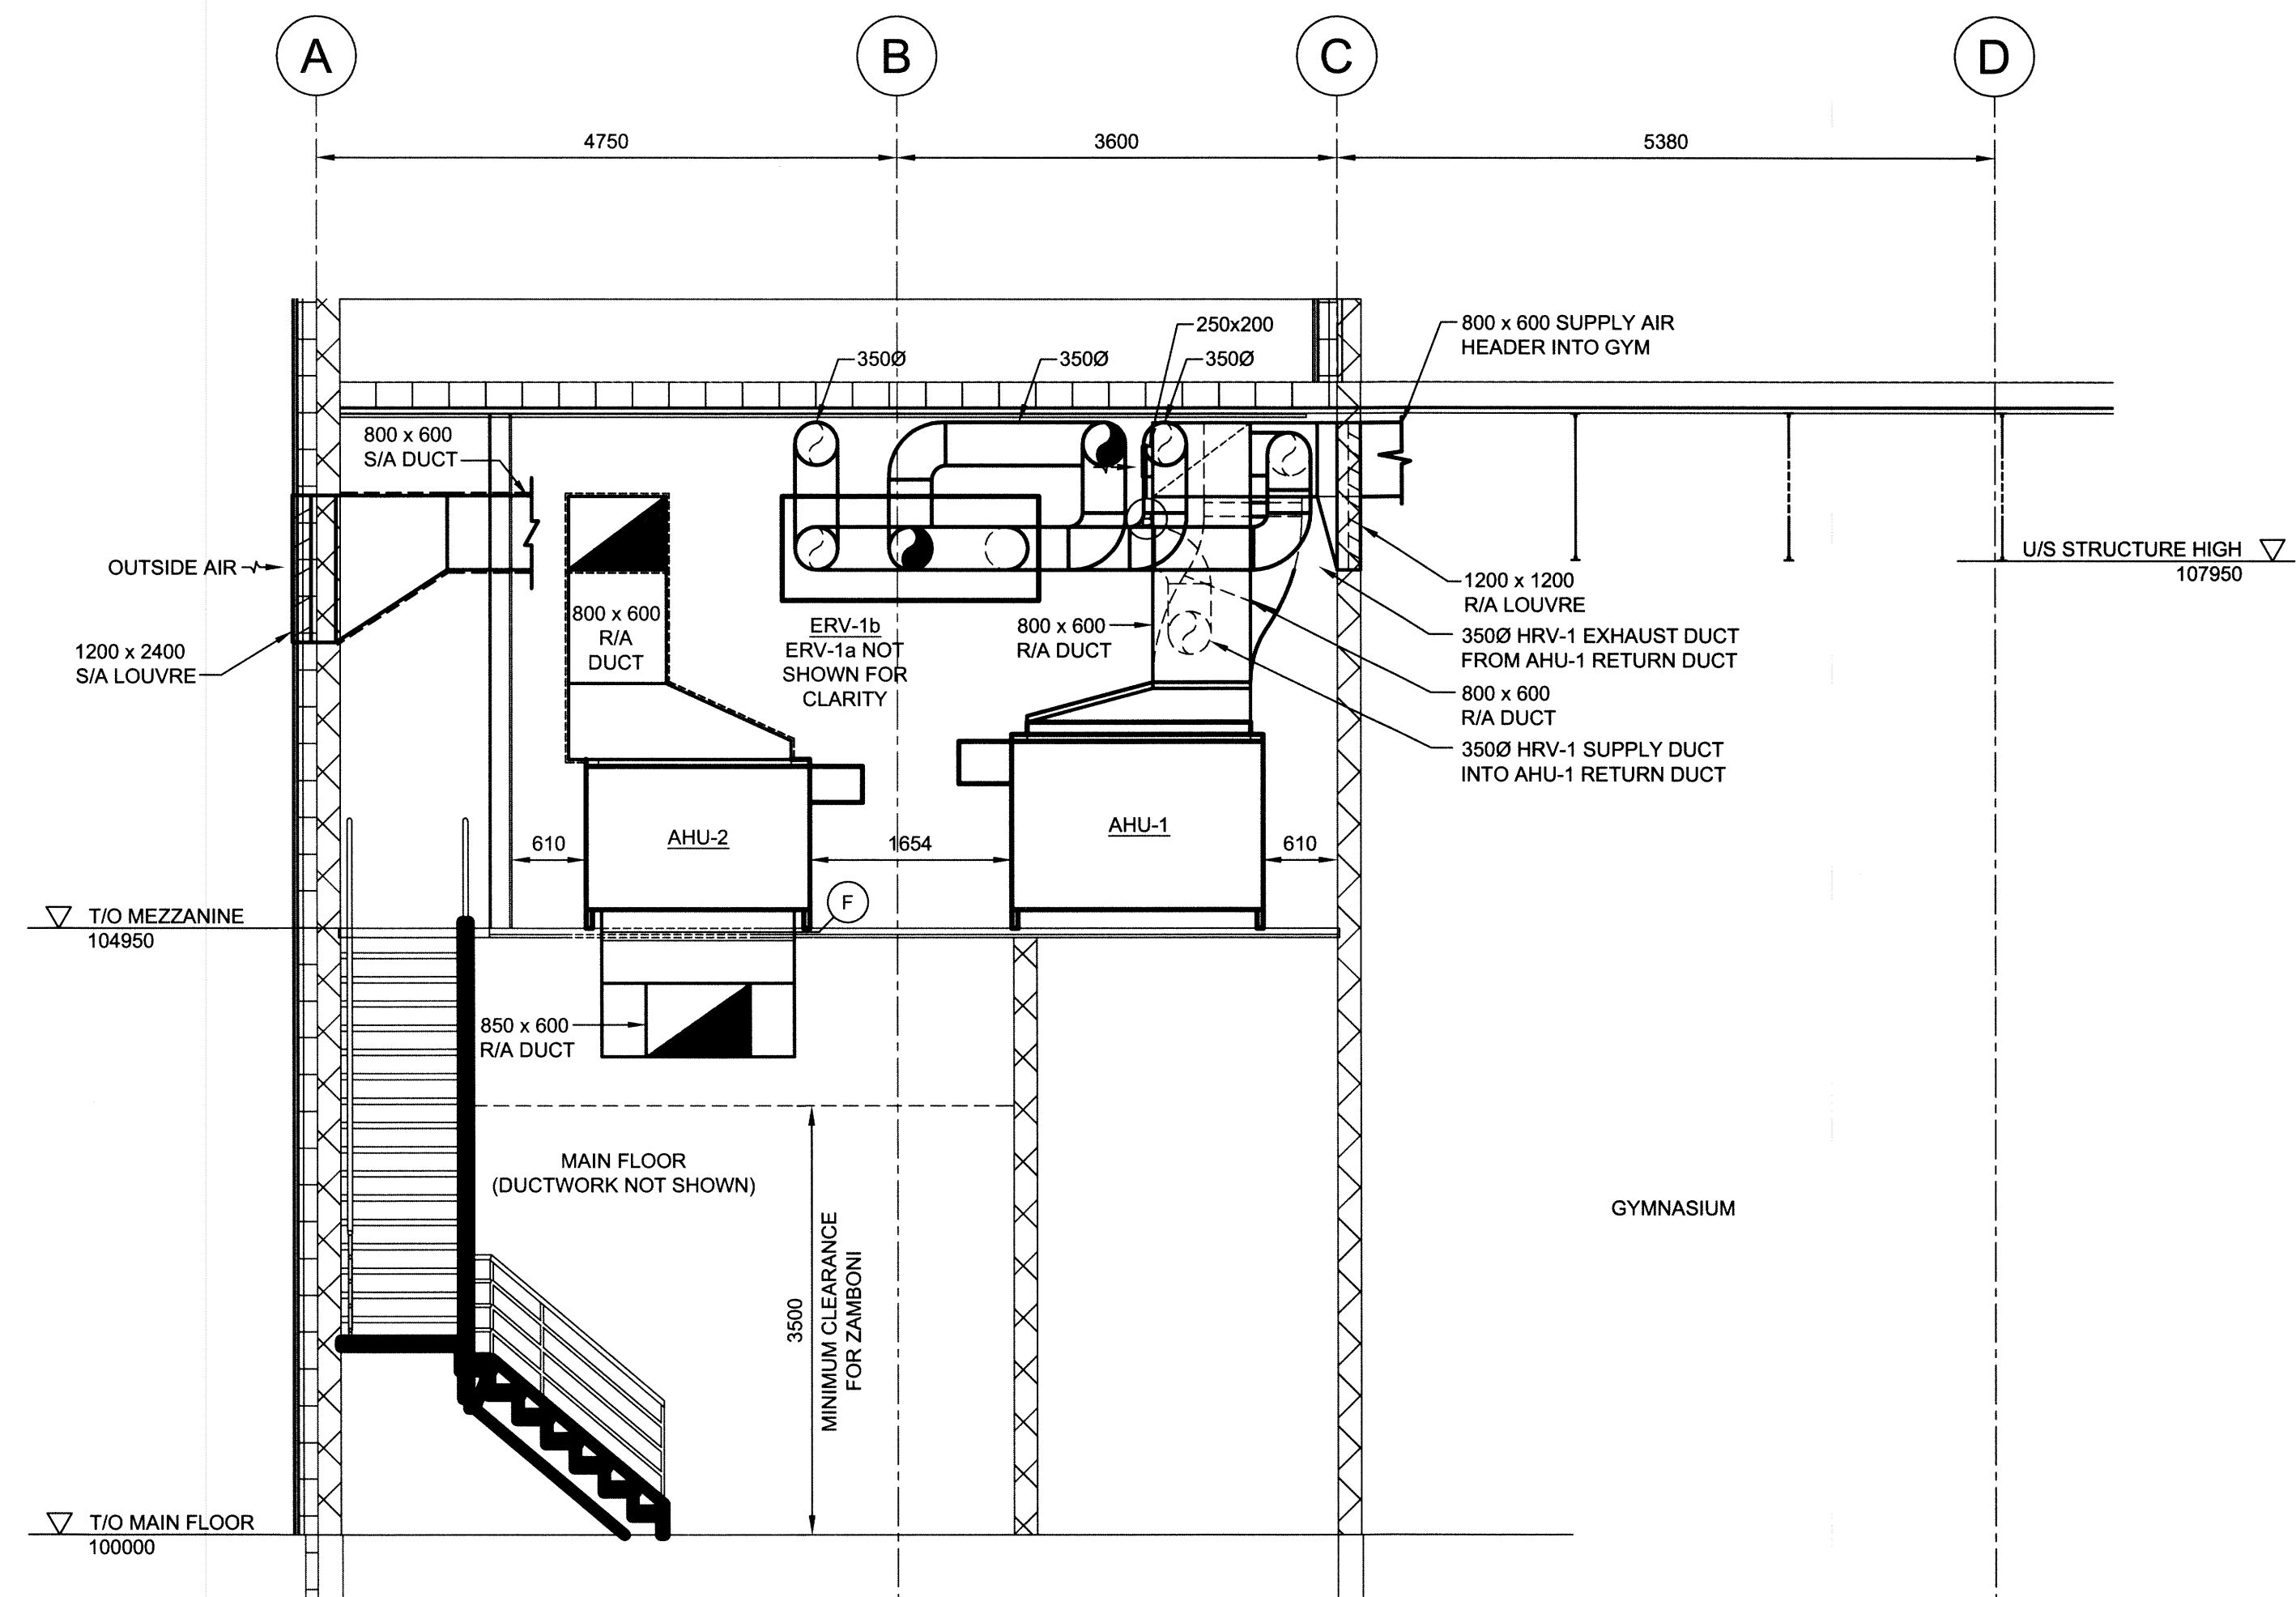 A
B
C
D
4750
3600
5380
250x200
350Ø
350Ø
350Ø
800 x 600 SUPPLY AIR
HEADER INTO GYM
800 x 600
S/A DUCT
OUTSIDE AIR
1200 x 2400
S/A LOUVRE
800 x 600
R/A
DUCT
ERV-1b
ERV-1a NOT
SHOWN FOR
CLARITY
800 x 600
R/A DUCT
U/S STRUCTURE HIGH
107950
1200 x 1200
R/A LOUVRE
350Ø HRV-1 EXHAUST DUCT
FROM AHU-1 RETURN DUCT
800 x 600
R/A DUCT
350Ø HRV-1 SUPPLY DUCT
INTO AHU-1 RETURN DUCT
AHU-2
AHU-1
610
1654
610
F
T/O MEZZANINE
104950
850 x 600
R/A DUCT
MAIN FLOOR
(DUCTWORK NOT SHOWN)
3500
MINIMUM CLEARANCE
FOR ZAMBONI
GYMNASIUM
T/O MAIN FLOOR
100000